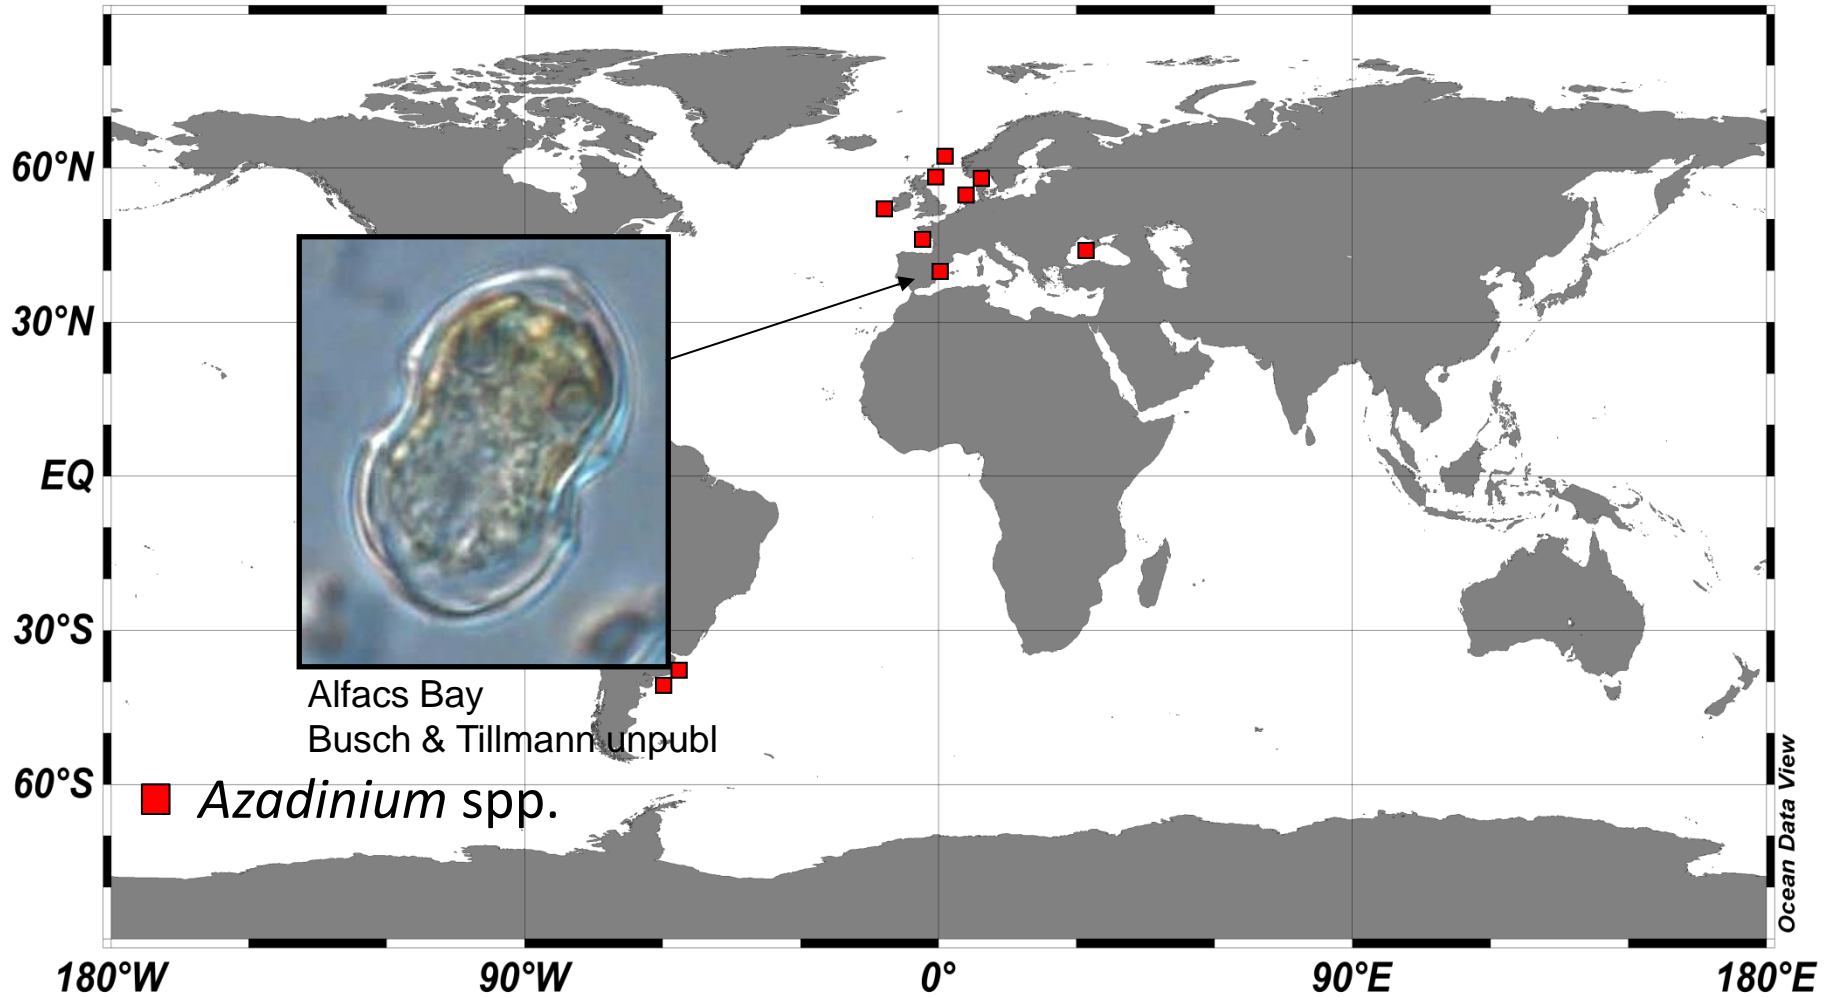 60°N
30°N
EQ
30°S
60°S
Alfacs Bay
Busch & Tillmann unpubl
Azadinium spp.
Ocean Data View
180°W
90°W
0°
90°E
180°E